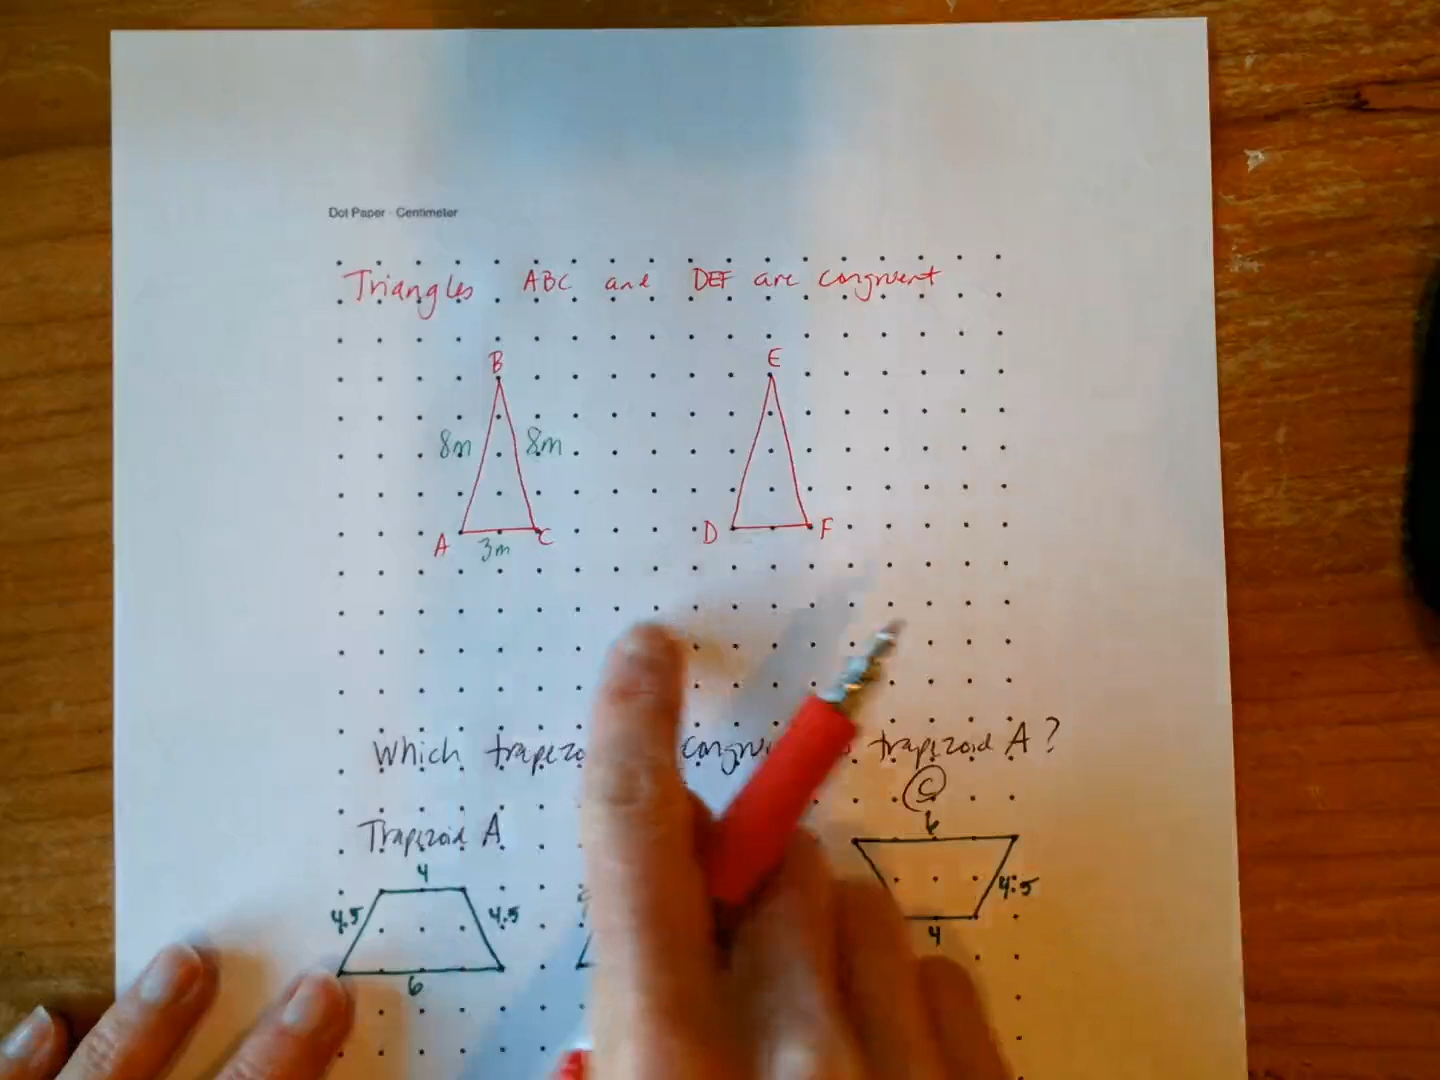 Dot Paper - Centimeter
Triangles ABC and DEF are congruent
B E
8m 8m
A 3m C D F
Which trapezo congru trapezoid A?
C
Trapezoid A 6
4
4.5 4.5 4.5
4
6